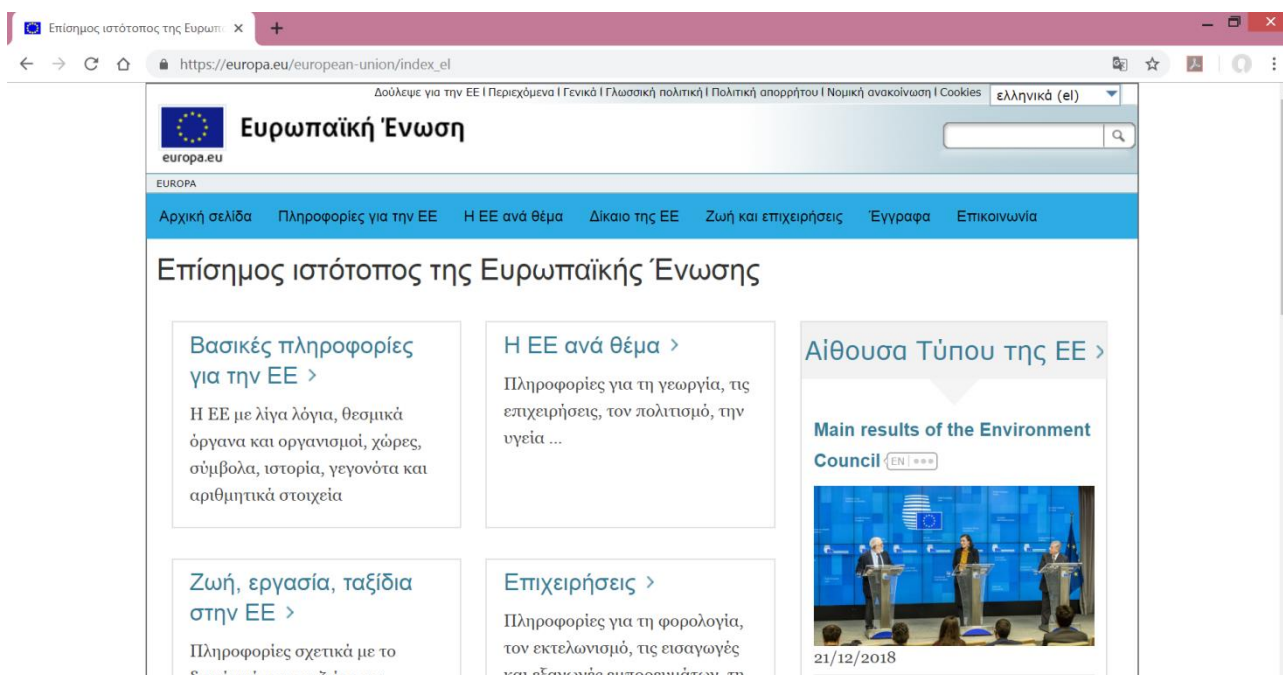 Επίσημος ιστότοπος της Ευρωπ
https://europa.eu/european-union/index_el
Δούλεψε για την ΕΕ Ι Περιεχόμενα Ι Γενικά Ι Γλωσσική πολιτική Ι Πολιτική απορρήτου Ι Νομική ανακοίνωση Ι Cookies
ελληνικά (el)
Ευρωπαϊκή Ένωση
europa.eu
EUROPA
Αρχική σελίδα Πληροφορίες για την ΕΕ Η ΕΕ ανά θέμα Δίκαιο της ΕΕ Ζωή και επιχειρήσεις Έγγραφα Επικοινωνία
Επίσημος ιστότοπος της Ευρωπαϊκής Ένωσης
Βασικές πληροφορίες
για την ΕΕ >
Η ΕΕ με λίγα λόγια, θεσμικά
όργανα και οργανισμοί, χώρες,
σύμβολα, ιστορία, γεγονότα και
αριθμητικά στοιχεία
Η ΕΕ ανά θέμα >
Πληροφορίες για τη γεωργία, τις
επιχειρήσεις, τον πολιτισμό, την
υγεία ...
Αίθουσα Τύπου της ΕΕ >
Main results of the Environment
Council EN
21/12/2018
Ζωή, εργασία, ταξίδια
στην ΕΕ >
Πληροφορίες σχετικά με το
Επιχειρήσεις >
Πληροφορίες για τη φορολογία,
τον εκτελωνισμό, τις εισαγωγές
και εξαγωγές εμπορευμάτων, τη